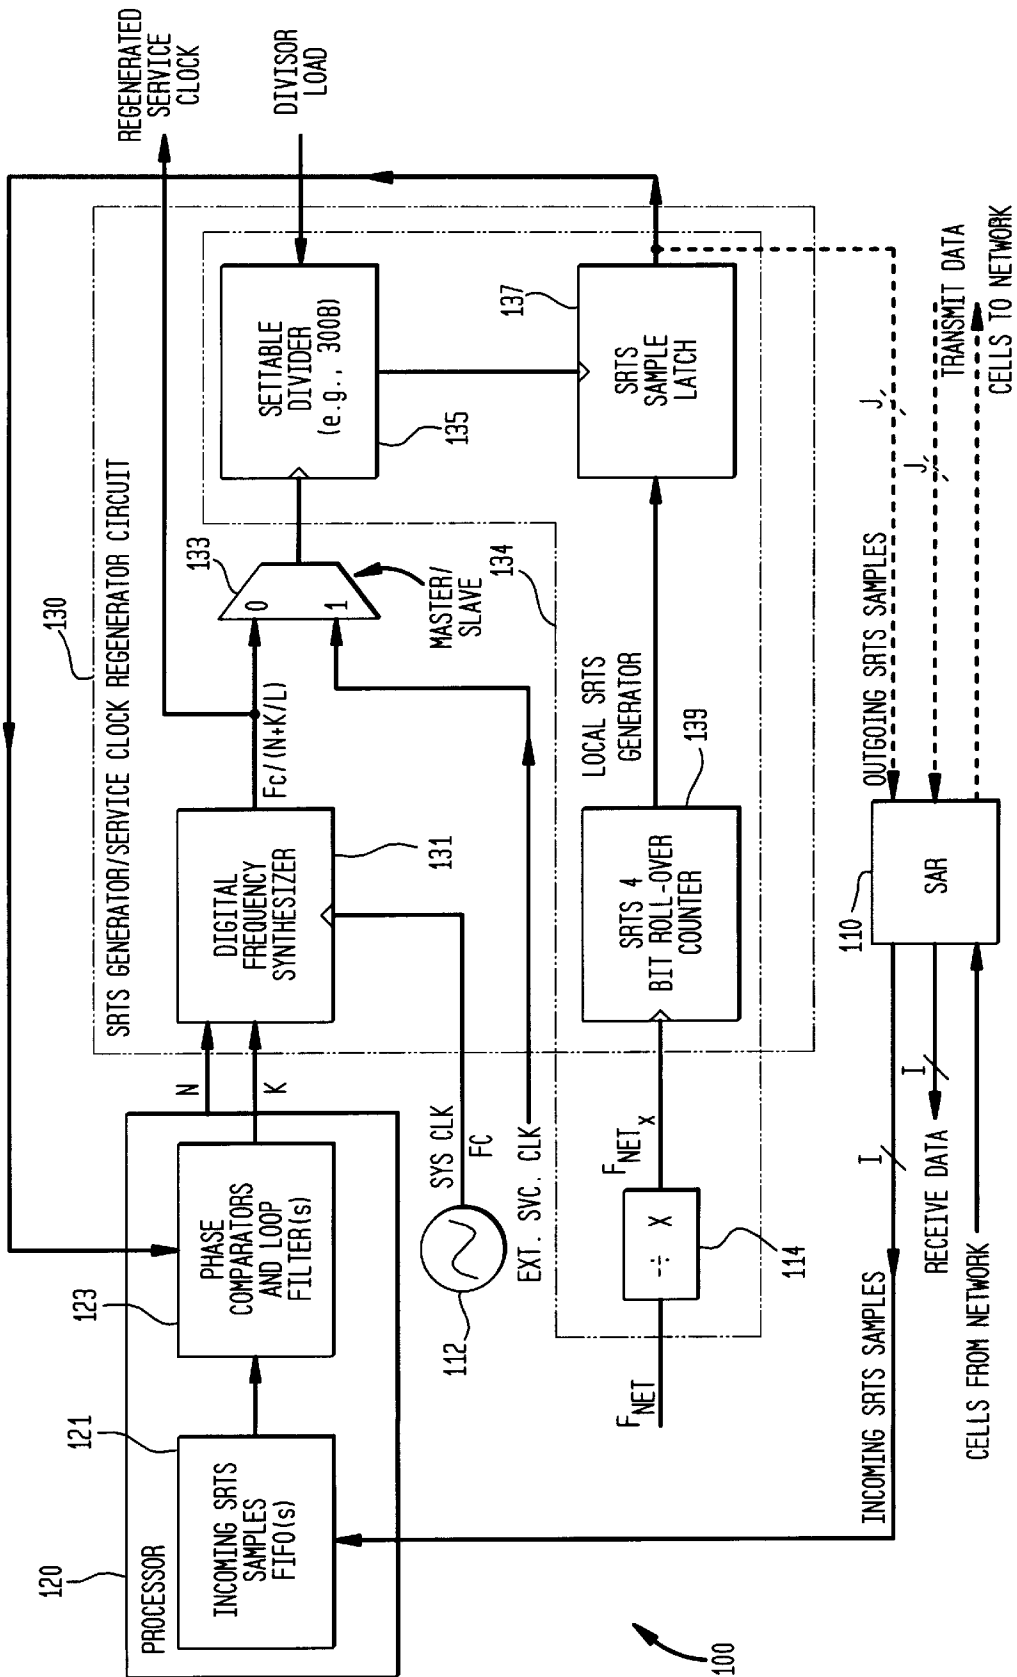 120
PROCESSOR
121
INCOMING SRTS
SAMPLES
FIFO(s)
123
PHASE
COMPARATORS
AND LOOP
FILTER(s)
N
K
130
SRTS GENERATOR/SERVICE CLOCK REGENERATOR CIRCUIT
DIGITAL
FREQUENCY
SYNTHESIZER
131
Fc/(N+K/L)
133
0
1
MASTER/
SLAVE
SETTABLE
DIVIDER
(e.g., 3008)
135
REGENERATED
SERVICE
CLOCK
DIVISOR
LOAD
112
SYS CLK
FC
EXT. SVC. CLK
134
FNET
÷ X
114
FNETX
SRTS 4
BIT ROLL-OVER
COUNTER
139
LOCAL SRTS
GENERATOR
SRTS
SAMPLE
LATCH
137
INCOMING SRTS SAMPLES
I
RECEIVE DATA
I
CELLS FROM NETWORK
110
SAR
OUTGOING SRTS SAMPLES
J
J
TRANSMIT DATA
CELLS TO NETWORK
100